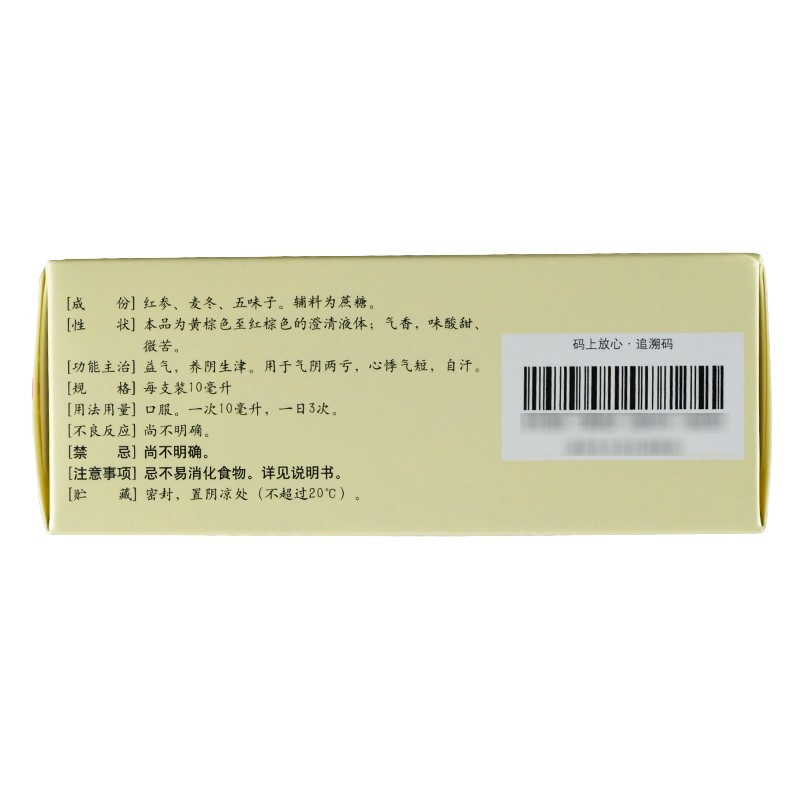 [成 份] 红参、麦冬、五味子。辅料为蔗糖。
[性 状] 本品为黄棕色至红棕色的澄清液体；气香，味酸甜、
微苦。
[功能主治] 益气，养阴生津。用于气阴两亏，心悸气短，自汗。
[规 格] 每支装10毫升
[用法用量] 口服。一次10毫升，一日3次。
[不良反应] 尚不明确。
[禁 忌] 尚不明确。
[注意事项] 忌不易消化食物。详见说明书。
[贮 藏] 密封，置阴凉处（不超过20℃）。
码上放心·追溯码